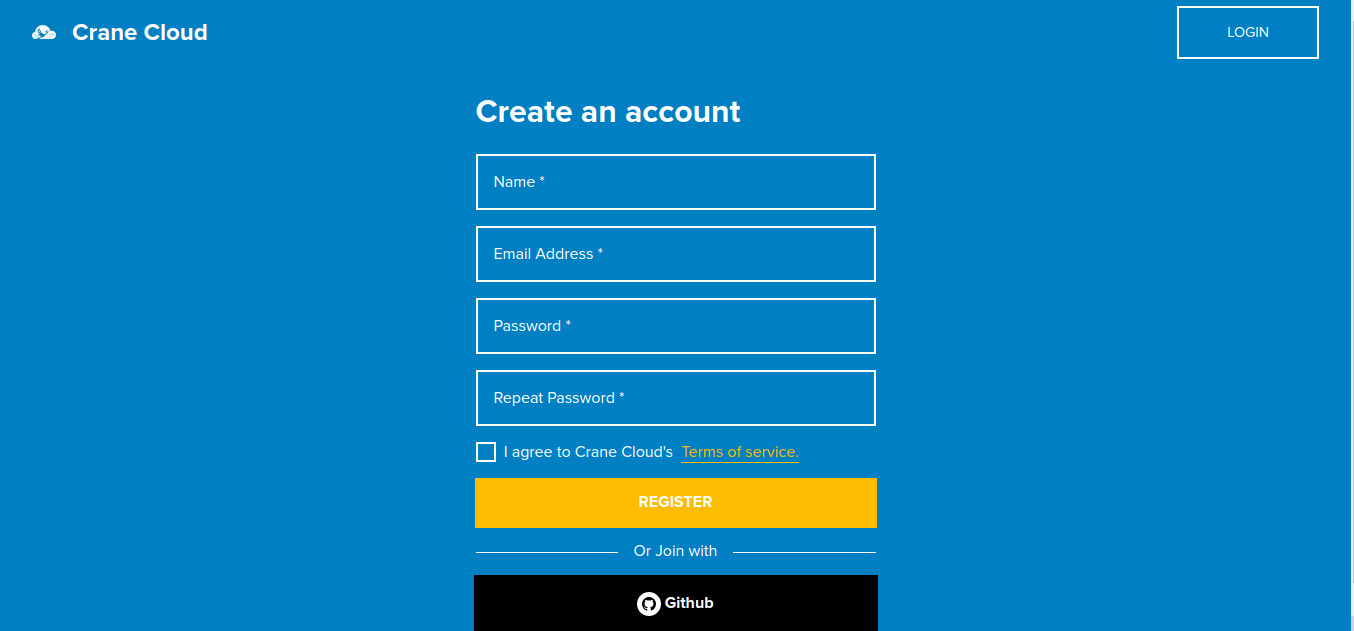 Crane Cloud
LOGIN
Create an account
Name *
Email Address *
Password *
Repeat Password *
I agree to Crane Cloud's Terms of service.
REGISTER
Or Join with
Github